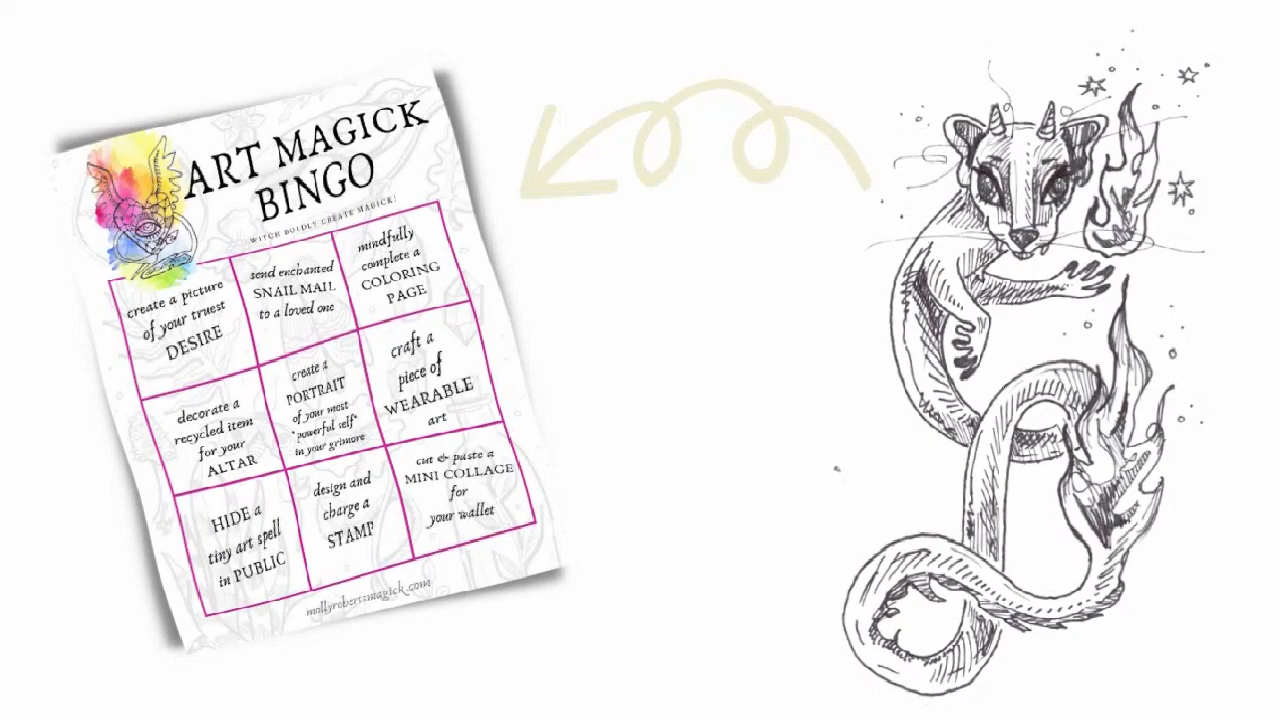 ART MAGICK
BINGO
WITCH BOLDLY CREATE MAGICK!
create a picture
of your truest
DESIRE
send enchanted
SNAIL MAIL
to a loved one
mindfully
complete a
COLORING
PAGE
decorate a
recycled item
for your
ALTAR
create a
PORTRAIT
of your most
*powerful self*
in your grimore
craft a
piece of
WEARABLE
art
HIDE a
tiny art spell
in PUBLIC
design and
charge a
STAMP
cut & paste a
MINI COLLAGE
for
your wallet
mollyrobertsmagick.com